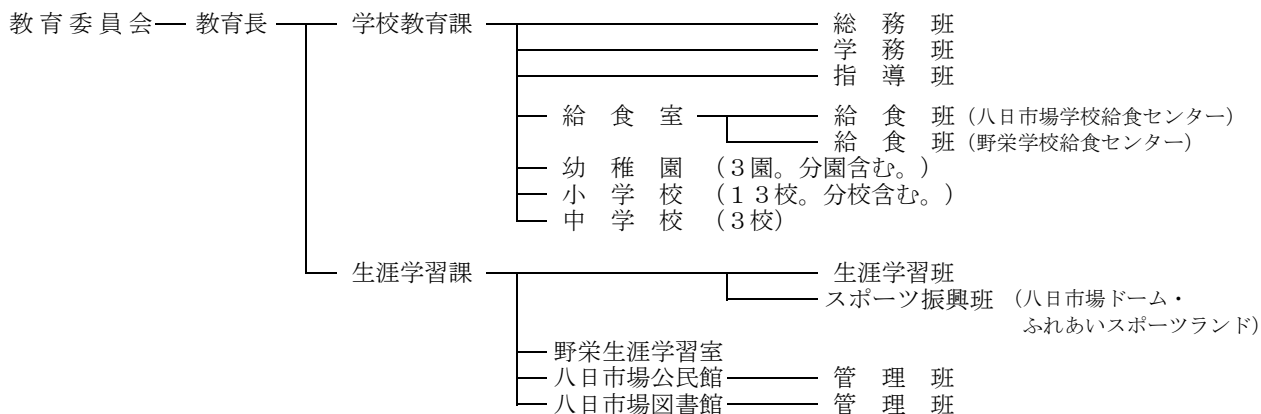 教育委員会 教育長 学校教育課 総務班
学務班
指導班
給食室 給食班（八日市場学校給食センター）
給食班（野栄学校給食センター）
幼稚園（３園。分園含む。）
小学校（１３校。分校含む。）
中学校（３校）
生涯学習課 生涯学習班
スポーツ振興班（八日市場ドーム・
ふれあいスポーツランド）
野栄生涯学習室
八日市場公民館 管理班
八日市場図書館 管理班